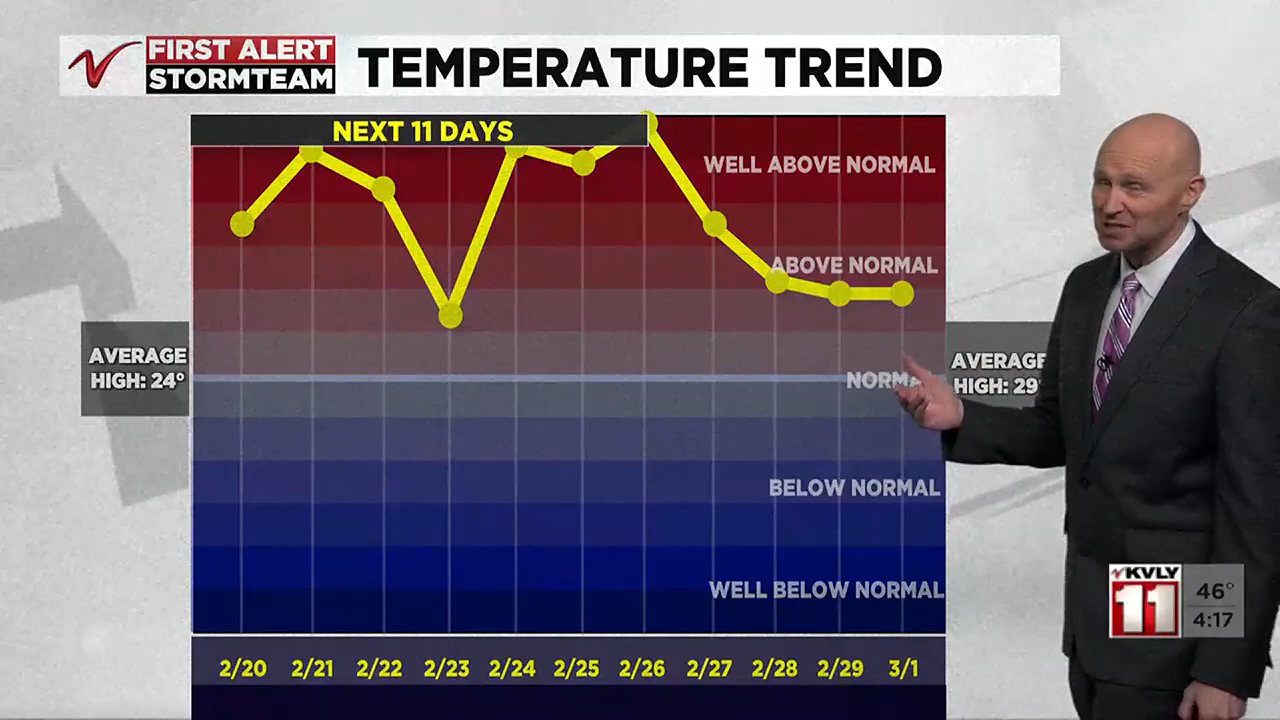 FIRST ALERT
STORMTEAM
TEMPERATURE TREND
NEXT 11 DAYS
WELL ABOVE NORMAL
ABOVE NORMAL
AVERAGE
HIGH: 24°
NORMA
AVERAGE
HIGH: 29°
BELOW NORMAL
WELL BELOW NORMAL
KVLY
11
46°
4:17
2/20 2/21 2/22 2/23 2/24 2/25 2/26 2/27 2/28 2/29 3/1